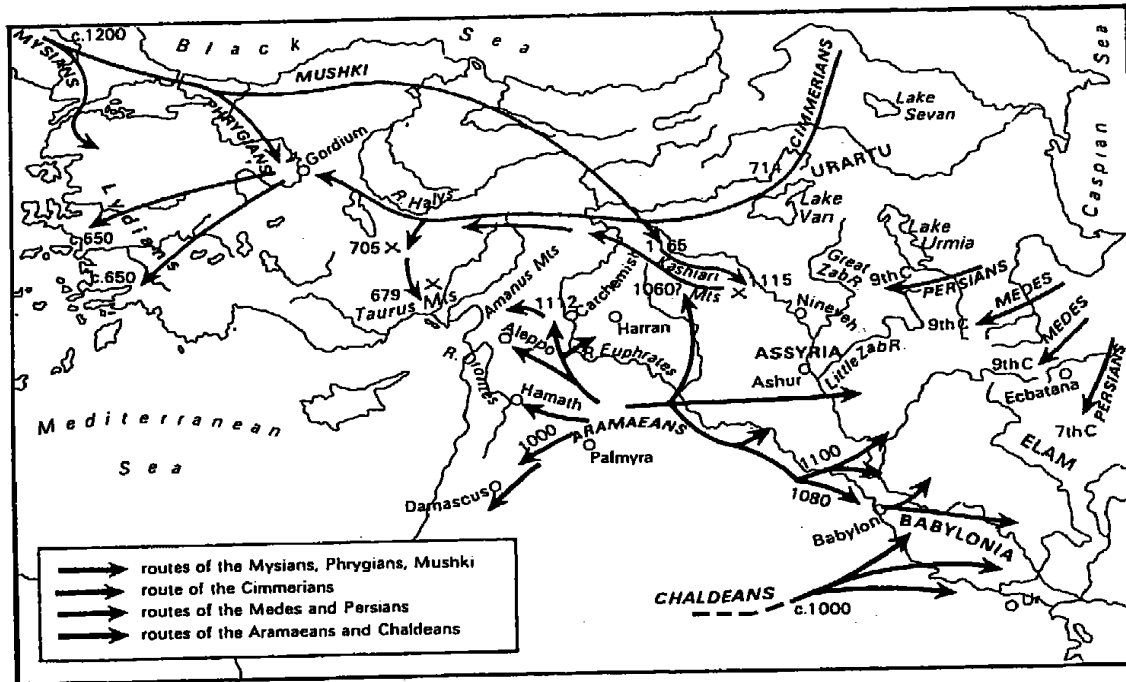 c.1200
Black Sea
Caspian Sea
MYSIANS
MUSHKI
PHRYGIANS
CIMMERIANS
Lake
Sevan
Gordium
714
URARTU
R. Halys
Lake
Van
Lydians
Lake
Urmia
c.650
c.650
705
1165
Kashiari
Mts
1115
Great
Zab R.
9th C
PERSIANS
MEDES
679
Taurus Mts
Amanus Mts
1112
Carchemish
1060?
Nineveh
9th C
MEDES
Harran
Aleppo
R. Euphrates
ASSYRIA
Little Zab R.
9th C
R. Orontes
Ashur
Ecbatana
PERSIANS
Hamath
7th C
Mediterranean
Sea
1000
ARAMAEANS
Palmyra
ELAM
1100
1080
Damascus
Babylon
BABYLONIA
CHALDEANS
c.1000
Ur
routes of the Mysians, Phrygians, Mushki
route of the Cimmerians
routes of the Medes and Persians
routes of the Aramaeans and Chaldeans